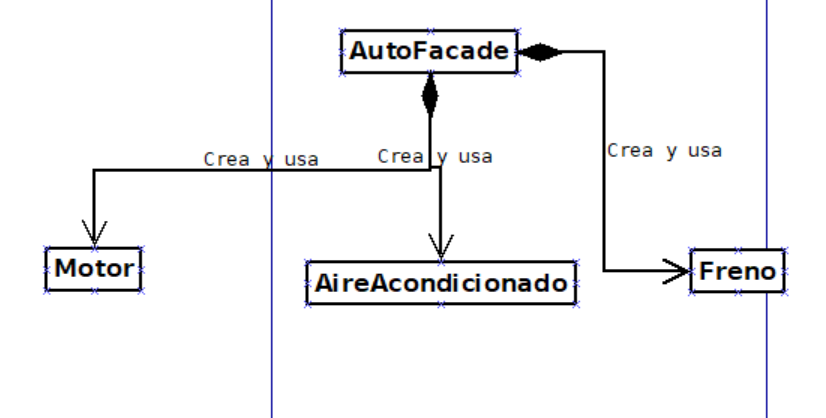 AutoFacade
Crea y usa
Crea y usa
Crea y usa
Motor
AireAcondicionado
Freno